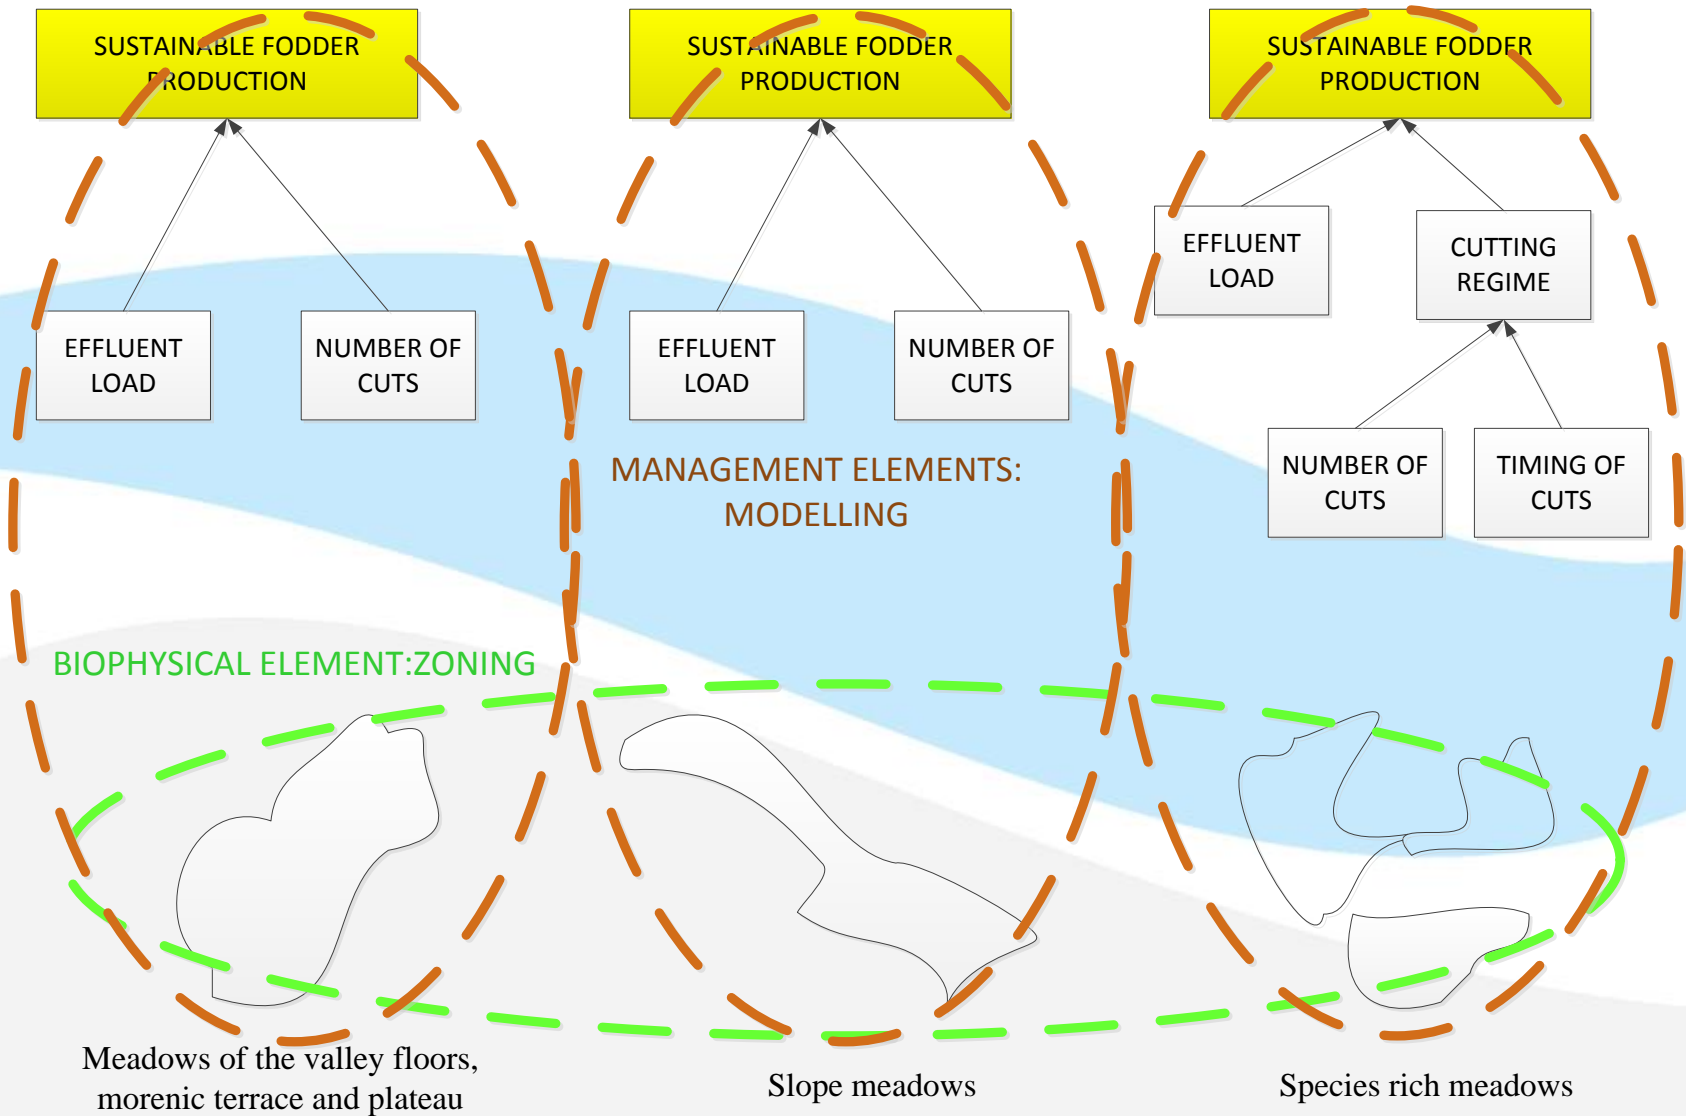 SUSTAINABLE FODDER
PRODUCTION
SUSTAINABLE FODDER
PRODUCTION
SUSTAINABLE FODDER
PRODUCTION
EFFLUENT
LOAD
CUTTING
REGIME
EFFLUENT
LOAD
NUMBER OF
CUTS
EFFLUENT
LOAD
NUMBER OF
CUTS
NUMBER OF
CUTS
TIMING OF
CUTS
MANAGEMENT ELEMENTS:
MODELLING
BIOPHYSICAL ELEMENT:ZONING
Meadows of the valley floors,
morenic terrace and plateau
Slope meadows
Species rich meadows